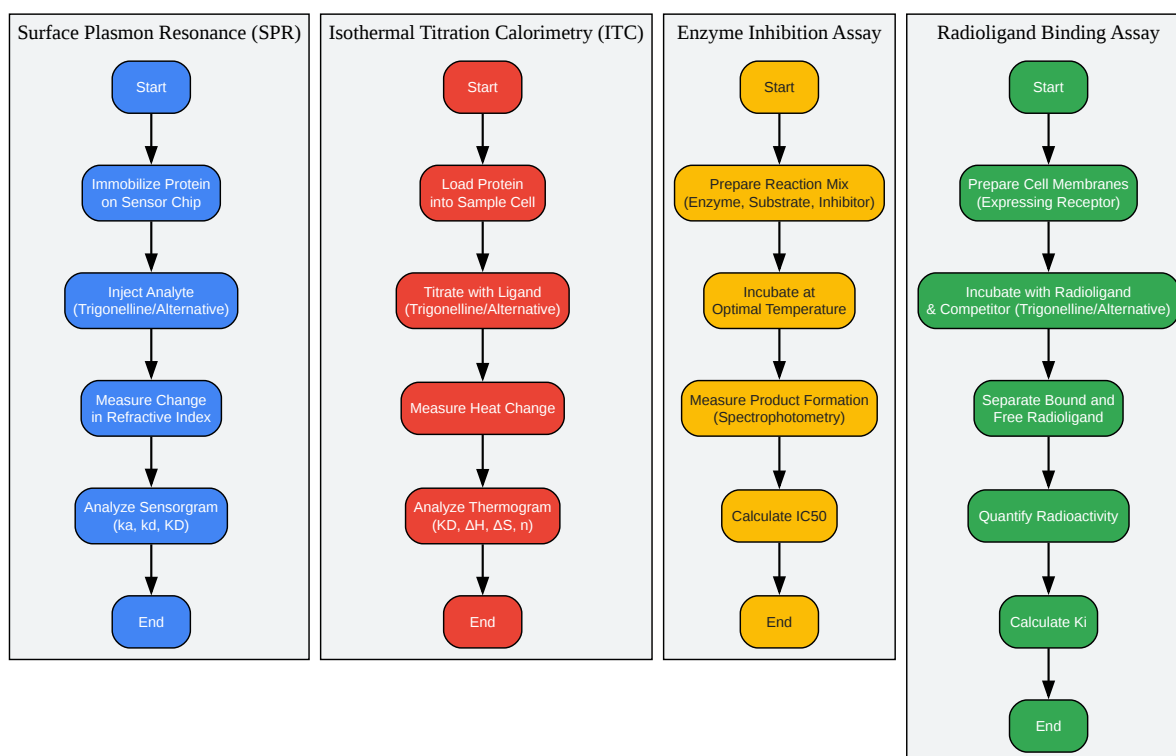 Surface Plasmon Resonance (SPR)
Start
Immobilize Protein
on Sensor Chip
Inject Analyte
(Trigonelline/Alternative)
Measure Change
in Refractive Index
Analyze Sensorgram
(ka, kd, KD)
End
Isothermal Titration Calorimetry (ITC)
Start
Load Protein
into Sample Cell
Titrate with Ligand
(Trigonelline/Alternative)
Measure Heat Change
Analyze Thermogram
(KD, ΔH, ΔS, n)
End
Enzyme Inhibition Assay
Start
Prepare Reaction Mix
(Enzyme, Substrate, Inhibitor)
Incubate at
Optimal Temperature
Measure Product Formation
(Spectrophotometry)
Calculate IC50
End
Radioligand Binding Assay
Start
Prepare Cell Membranes
(Expressing Receptor)
Incubate with Radioligand
& Competitor (Trigonelline/Alternative)
Separate Bound and
Free Radioligand
Quantify Radioactivity
Calculate Ki
End